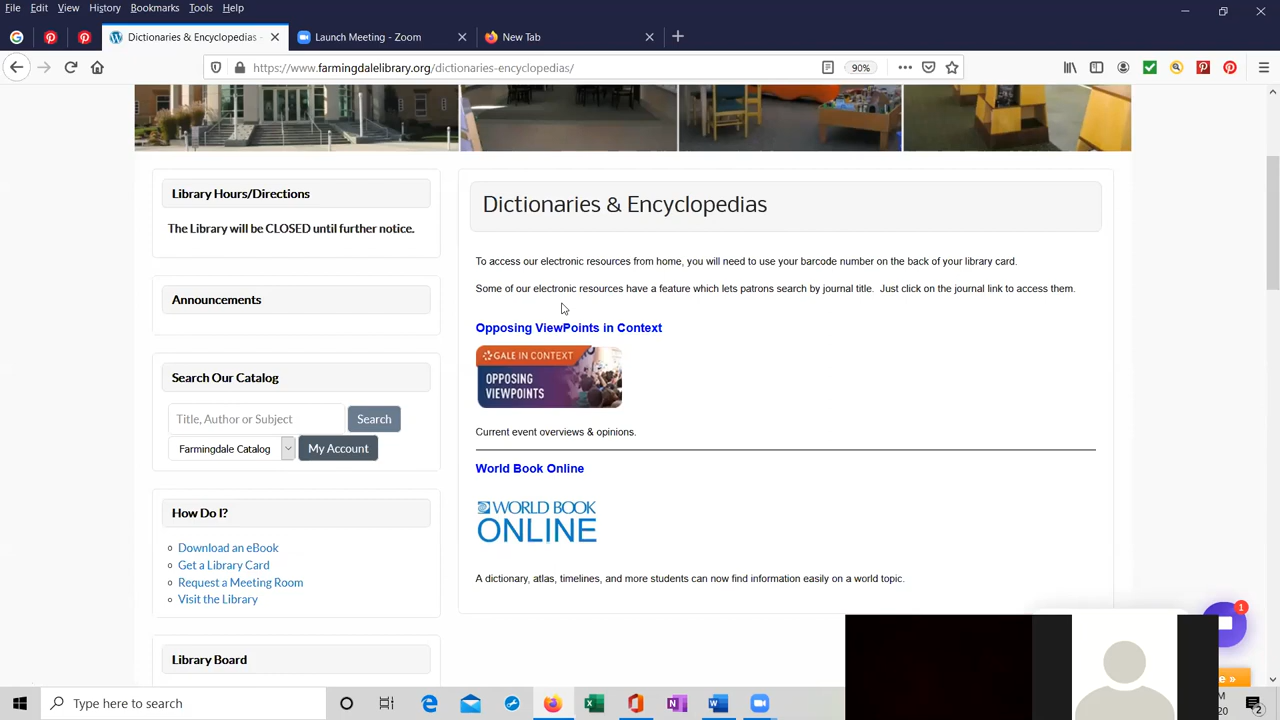 File Edit View History Bookmarks Tools Help
Dictionaries & Encyclopedias -
Launch Meeting - Zoom
New Tab
https://www.farmingdalelibrary.org/dictionaries-encyclopedias/
90%
Library Hours/Directions
The Library will be CLOSED until further notice.
Announcements
Search Our Catalog
Title, Author or Subject
Search
Farmingdale Catalog
My Account
How Do I?
Download an eBook
Get a Library Card
Request a Meeting Room
Visit the Library
Library Board
Dictionaries & Encyclopedias
To access our electronic resources from home, you will need to use your barcode number on the back of your library card.
Some of our electronic resources have a feature which lets patrons search by journal title. Just click on the journal link to access them.
Opposing ViewPoints in Context
GALE IN CONTEXT
OPPOSING
VIEWPOINTS
Current event overviews & opinions.
World Book Online
WORLD BOOK
ONLINE
A dictionary, atlas, timelines, and more students can now find information easily on a world topic.
1
Type here to search
2